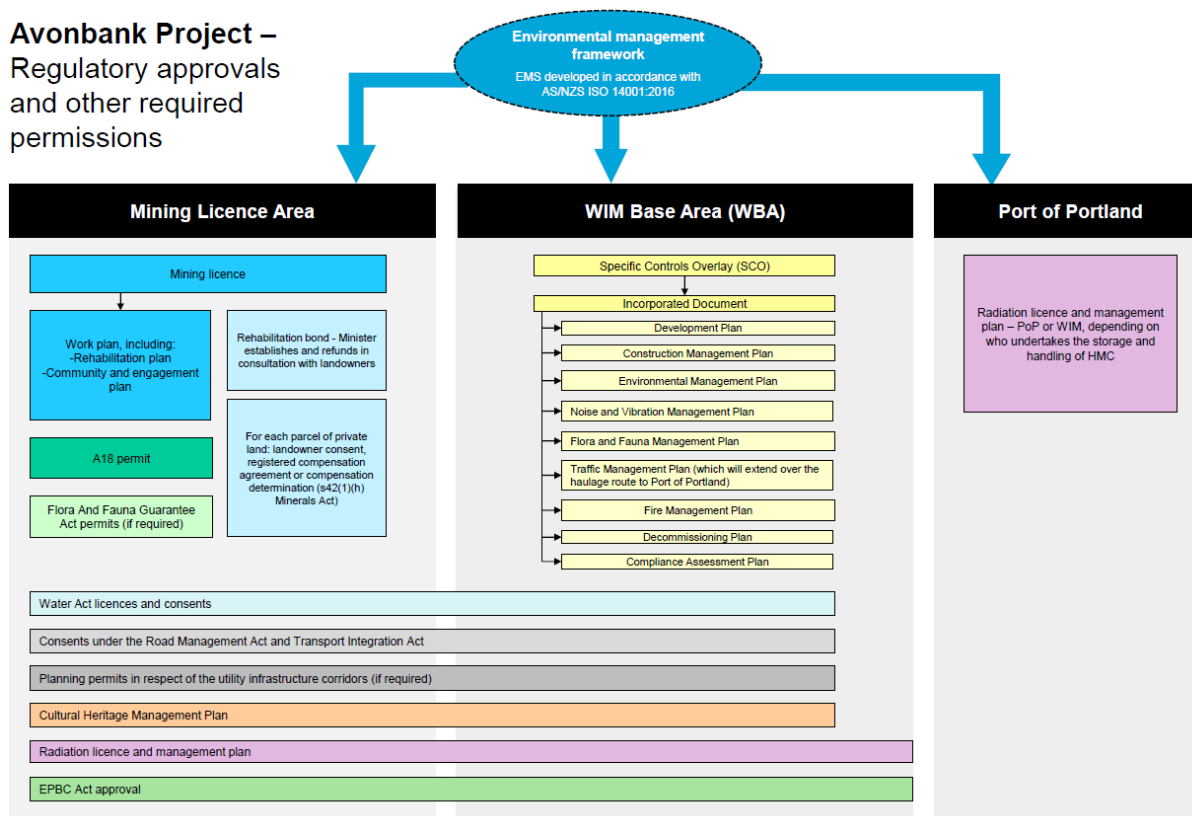 Avonbank Project –
Regulatory approvals
and other required
permissions
Environmental management
framework
EMS developed in accordance with
AS/NZS ISO 14001:2016
Mining Licence Area
Mining licence
Work plan, including:
-Rehabilitation plan
-Community and engagement
plan
Rehabilitation bond - Minister
establishes and refunds in
consultation with landowners
For each parcel of private
land: landowner consent,
registered compensation
agreement or compensation
determination (s42(1)(h)
Minerals Act)
A18 permit
Flora And Fauna Guarantee
Act permits (if required)
WIM Base Area (WBA)
Specific Controls Overlay (SCO)
Incorporated Document
Development Plan
Construction Management Plan
Environmental Management Plan
Noise and Vibration Management Plan
Flora and Fauna Management Plan
Traffic Management Plan (which will extend over the
haulage route to Port of Portland)
Fire Management Plan
Decommissioning Plan
Compliance Assessment Plan
Port of Portland
Radiation licence and management
plan – PoP or WIM, depending on
who undertakes the storage and
handling of HMC
Water Act licences and consents
Consents under the Road Management Act and Transport Integration Act
Planning permits in respect of the utility infrastructure corridors (if required)
Cultural Heritage Management Plan
Radiation licence and management plan
EPBC Act approval